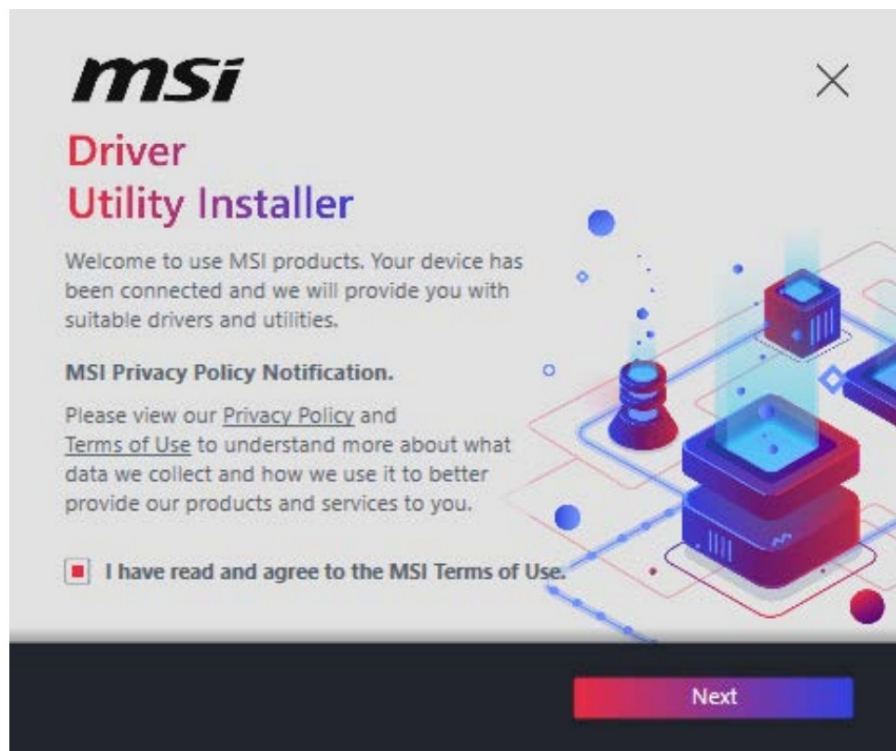 msi
Driver
Utility Installer
Welcome to use MSI products. Your device has
been connected and we will provide you with
suitable drivers and utilities.
MSI Privacy Policy Notification.
Please view our Privacy Policy and
Terms of Use to understand more about what
data we collect and how we use it to better
provide our products and services to you.
I have read and agree to the MSI Terms of Use.
Next